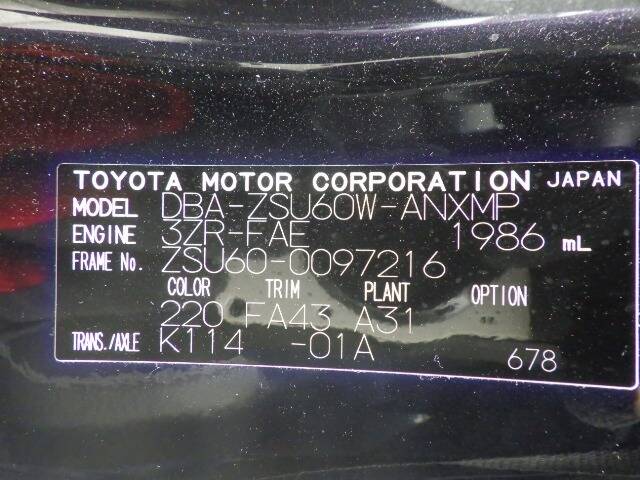 TOYOTA MOTOR CORPORATION JAPAN
MODEL DBA-ZSU60W-ANXMP
ENGINE 3ZR-FAE 1986 mL
FRAME No. ZSU60-0097216
COLOR TRIM PLANT OPTION
220 FA43 A31
TRANS./AXLE K114 -01A
678